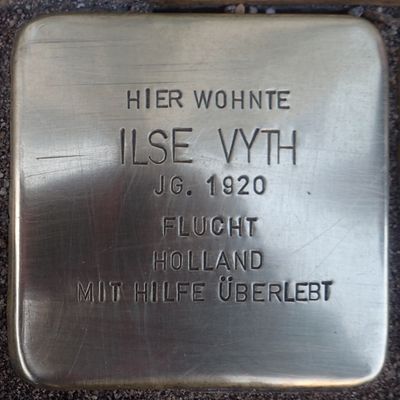 HIER WOHNTE
ILSE VYTH
JG. 1920
FLUCHT
HOLLAND
MIT HILFE ÜBERLEBT